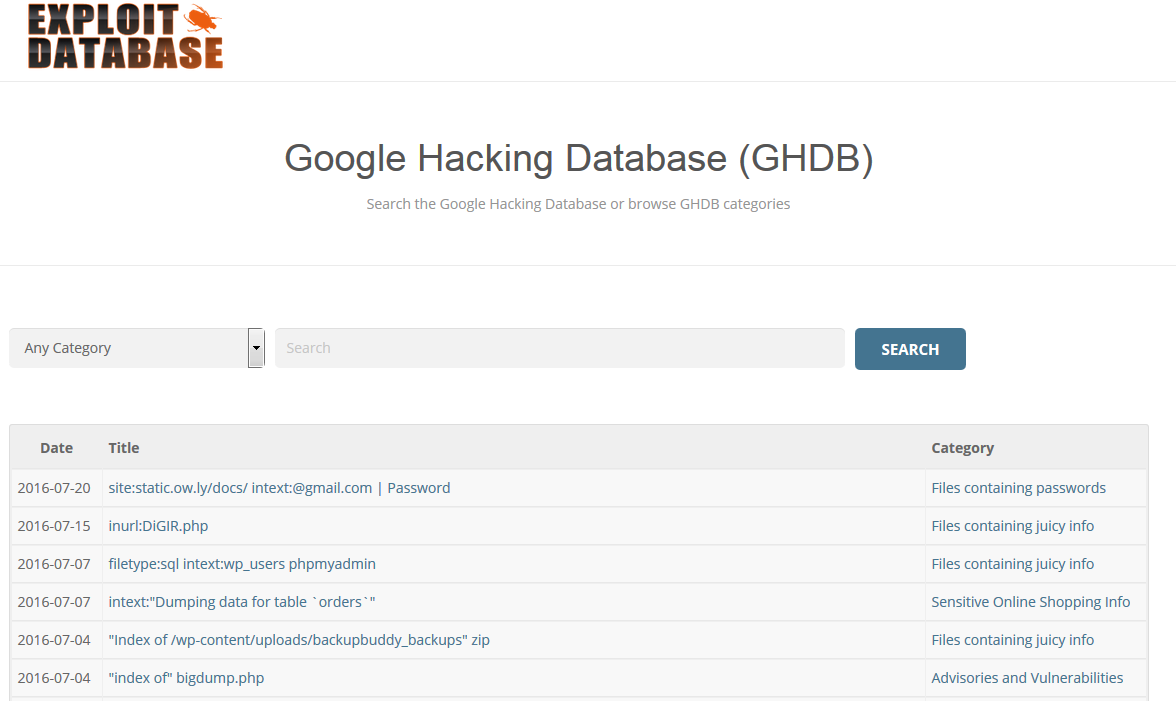 EXPLOIT
DATABASE
Google Hacking Database (GHDB)
Search the Google Hacking Database or browse GHDB categories
Any Category Search SEARCH
Date Title Category
2016-07-20 site:static.ow.ly/docs/ intext:@gmail.com | Password Files containing passwords
2016-07-15 inurl:DiGIR.php Files containing juicy info
2016-07-07 filetype:sql intext:wp_users phpmyadmin Files containing juicy info
2016-07-07 intext:"Dumping data for table `orders`" Sensitive Online Shopping Info
2016-07-04 "Index of /wp-content/uploads/backupbuddy_backups" zip Files containing juicy info
2016-07-04 "index of" bigdump.php Advisories and Vulnerabilities